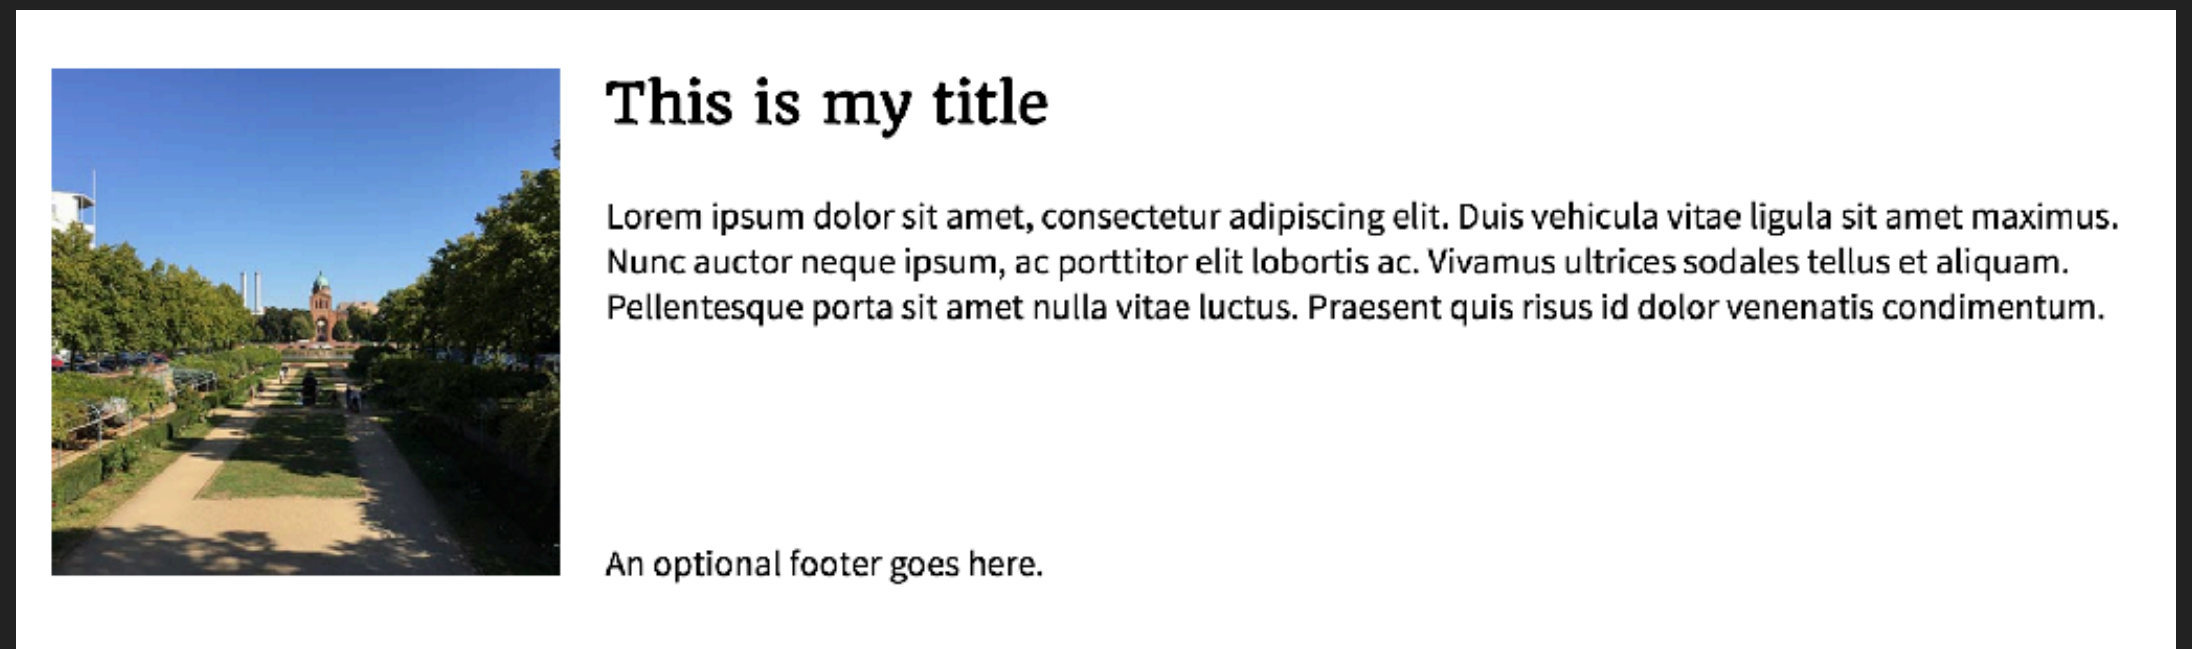 This is my title
Lorem ipsum dolor sit amet, consectetur adipiscing elit. Duis vehicula vitae ligula sit amet maximus.
Nunc auctor neque ipsum, ac porttitor elit lobortis ac. Vivamus ultrices sodales tellus et aliquam.
Pellentesque porta sit amet nulla vitae luctus. Praesent quis risus id dolor venenatis condimentum.
An optional footer goes here.